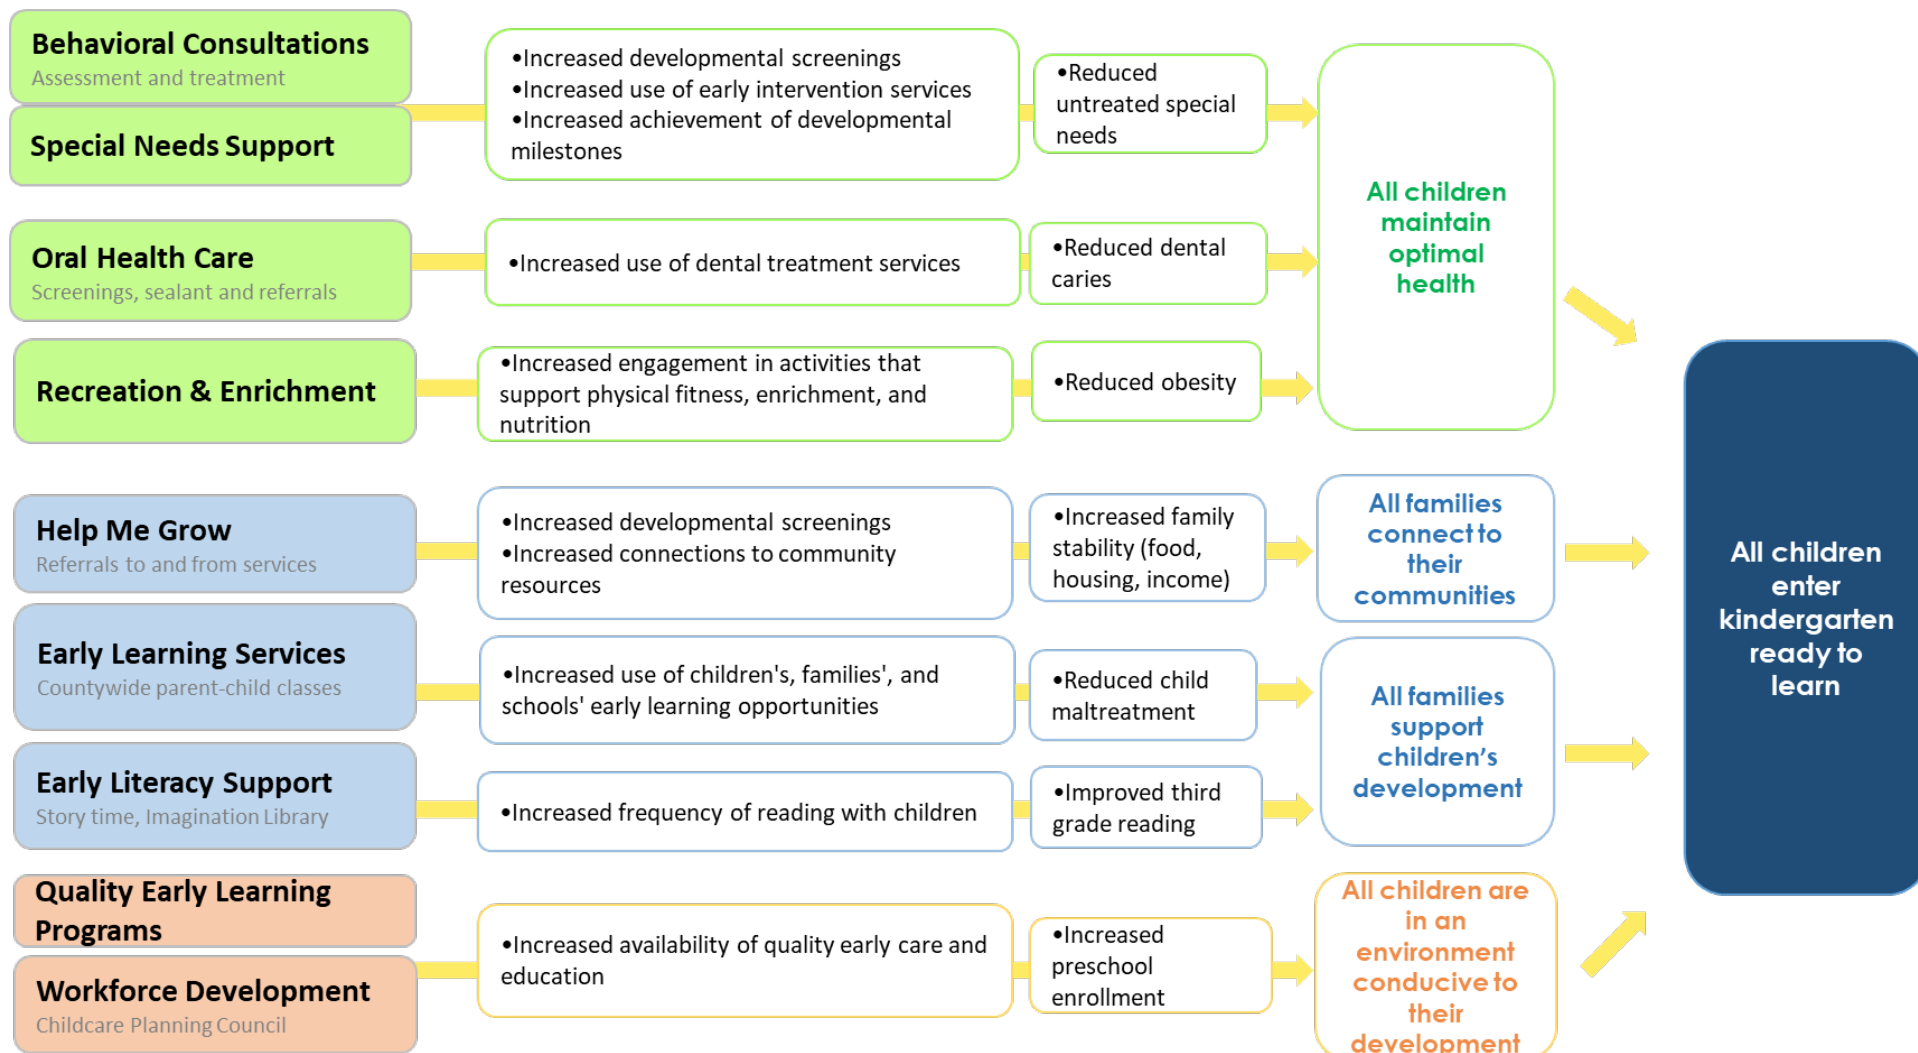 Behavioral Consultations
Assessment and treatment
Special Needs Support
•Increased developmental screenings
•Increased use of early intervention services
•Increased achievement of developmental
milestones
•Reduced
untreated special
needs
Oral Health Care
Screenings, sealant and referrals
•Increased use of dental treatment services
•Reduced dental
caries
Recreation & Enrichment
•Increased engagement in activities that
support physical fitness, enrichment, and
nutrition
•Reduced obesity
All children
maintain
optimal
health
Help Me Grow
Referrals to and from services
•Increased developmental screenings
•Increased connections to community
resources
•Increased family
stability (food,
housing, income)
All families
connect to
their
communities
Early Learning Services
Countywide parent-child classes
•Increased use of children's, families', and
schools' early learning opportunities
•Reduced child
maltreatment
Early Literacy Support
Story time, Imagination Library
•Increased frequency of reading with children
•Improved third
grade reading
All families
support
children’s
development
Quality Early Learning
Programs
Workforce Development
Childcare Planning Council
•Increased availability of quality early care and
education
•Increased
preschool
enrollment
All children are
in an
environment
conducive to
their
development
All children
enter
kindergarten
ready to
learn